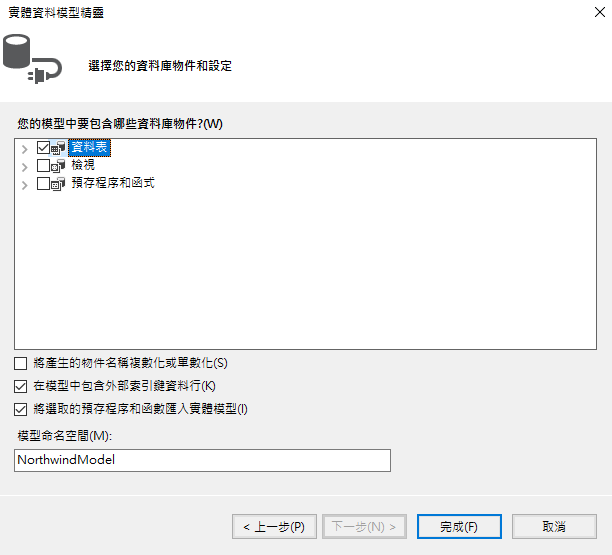 實體資料模型精靈
選擇您的資料庫物件和設定
您的模型中要包含哪些資料庫物件?(W)
資料表
檢視
預存程序和函式
將產生的物件名稱複數化或單數化(S)
在模型中包含外部索引鍵資料行(K)
將選取的預存程序和函數匯入實體模型(I)
模型命名空間(M):
NorthwindModel
< 上一步(P) 下一步(N) > 完成(F) 取消